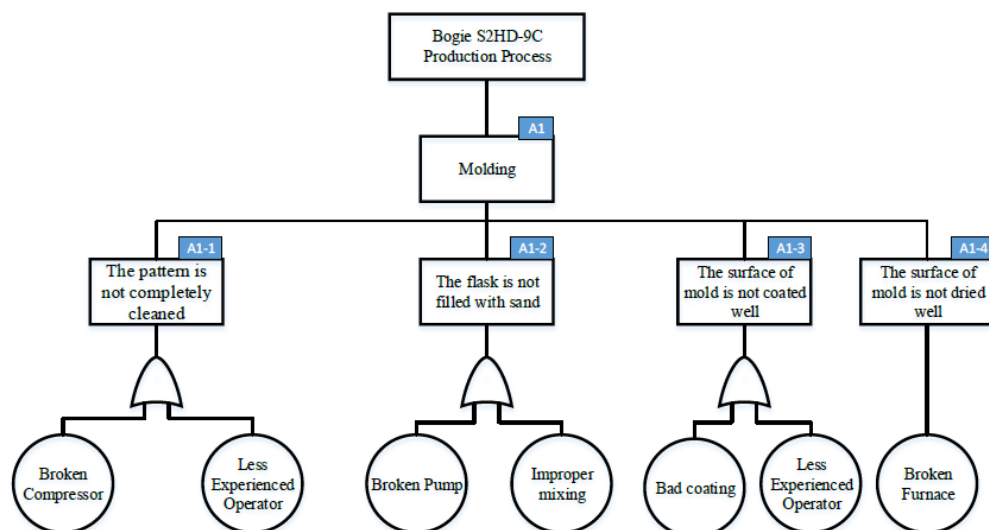 Bogie S2HD-9C
Production Process
A1
Molding
A1-1
The pattern is
not completely
cleaned
A1-2
The flask is not
filled with sand
A1-3
The surface of
mold is not coated
well
A1-4
The surface of
mold is not dried
well
Broken
Compressor
Less
Experienced
Operator
Broken Pump
Improper
mixing
Bad coating
Less
Experienced
Operator
Broken
Furnace